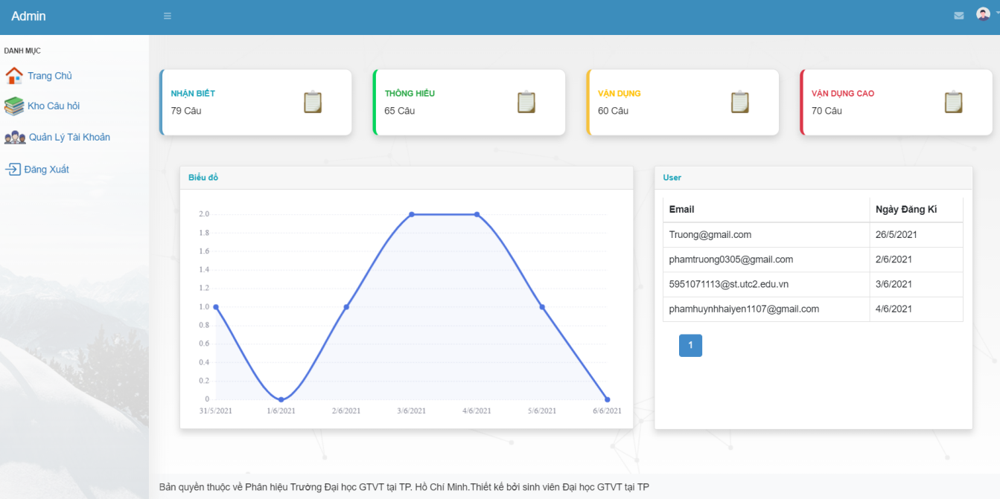 Admin
DANH MỤC
Trang Chủ
Kho Câu hỏi
Quản Lý Tài Khoản
Đăng Xuất
NHẬN BIẾT
79 Câu
THÔNG HIỂU
65 Câu
VẬN DỤNG
60 Câu
VẬN DỤNG CAO
70 Câu
Biểu đồ
2.0
1.8
1.6
1.4
1.2
1.0
0.8
0.6
0.4
0.2
0
31/5/2021 1/6/2021 2/6/2021 3/6/2021 4/6/2021 5/6/2021 6/6/2021
User
Email Ngày Đăng Kí
Truong@gmail.com 26/5/2021
phamtruong0305@gmail.com 2/6/2021
5951071113@st.utc2.edu.vn 3/6/2021
phamhuynhhaiyen1107@gmail.com 4/6/2021
1
Bản quyền thuộc về Phân hiệu Trường Đại học GTVT tại TP. Hồ Chí Minh.Thiết kế bởi sinh viên Đại học GTVT tại TP